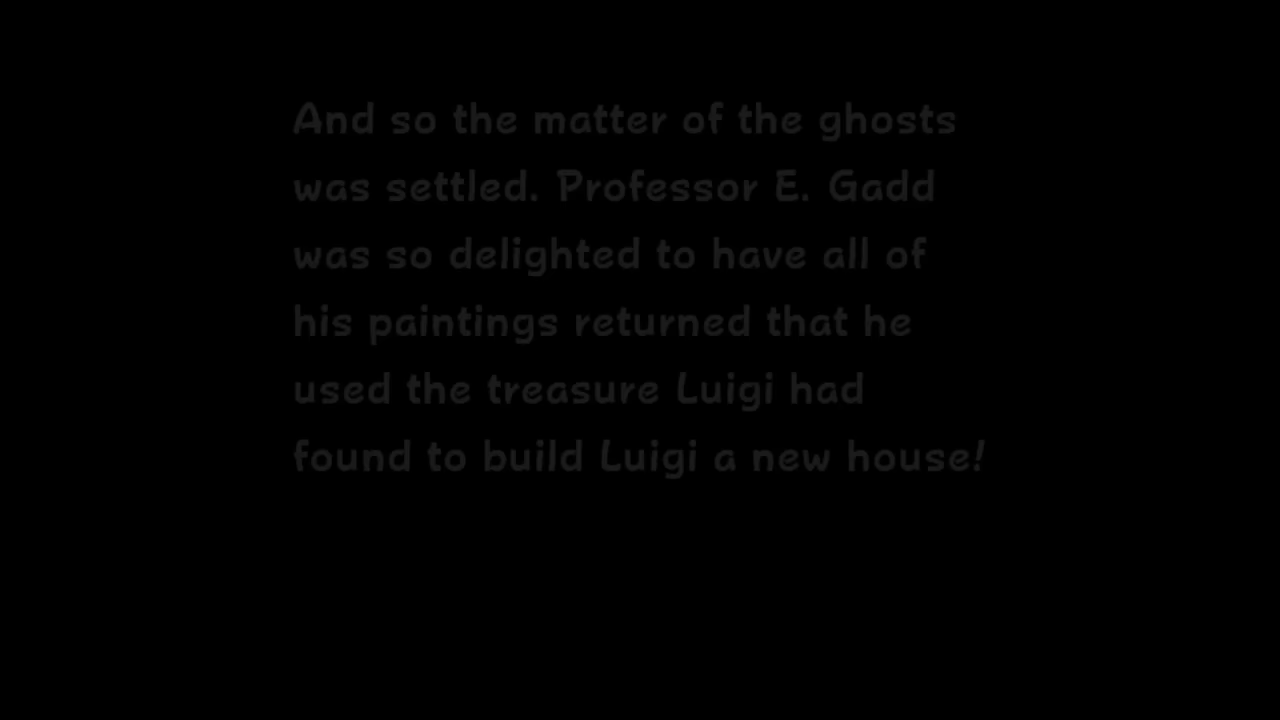 And so the matter of the ghosts
was settled. Professor E. Gadd
was so delighted to have all of
his paintings returned that he
used the treasure Luigi had
found to build Luigi a new house!